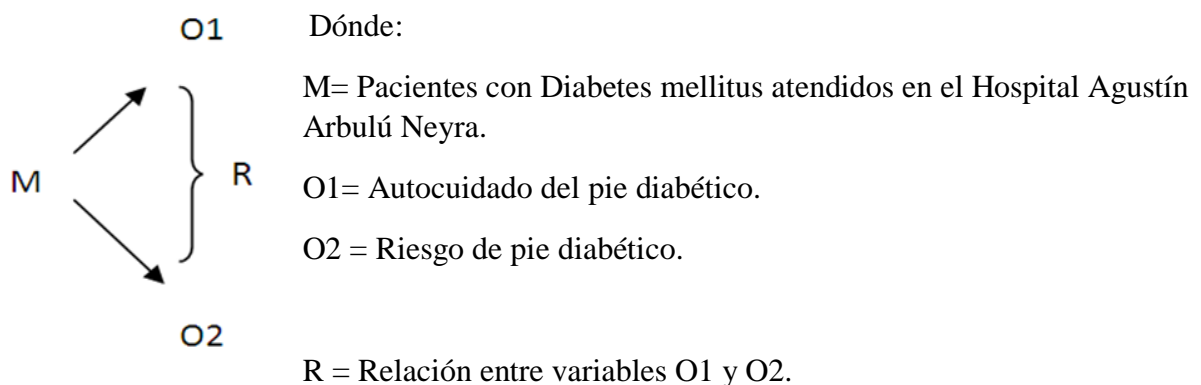 O1
Dónde:
M= Pacientes con Diabetes mellitus atendidos en el Hospital Agustín
Arbulú Neyra.
M
R
O1= Autocuidado del pie diabético.
O2 = Riesgo de pie diabético.
O2
R = Relación entre variables O1 y O2.